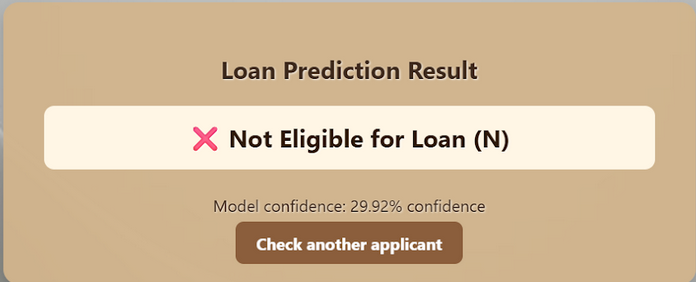 Loan Prediction Result
❌ Not Eligible for Loan (N)
Model confidence: 29.92% confidence
Check another applicant